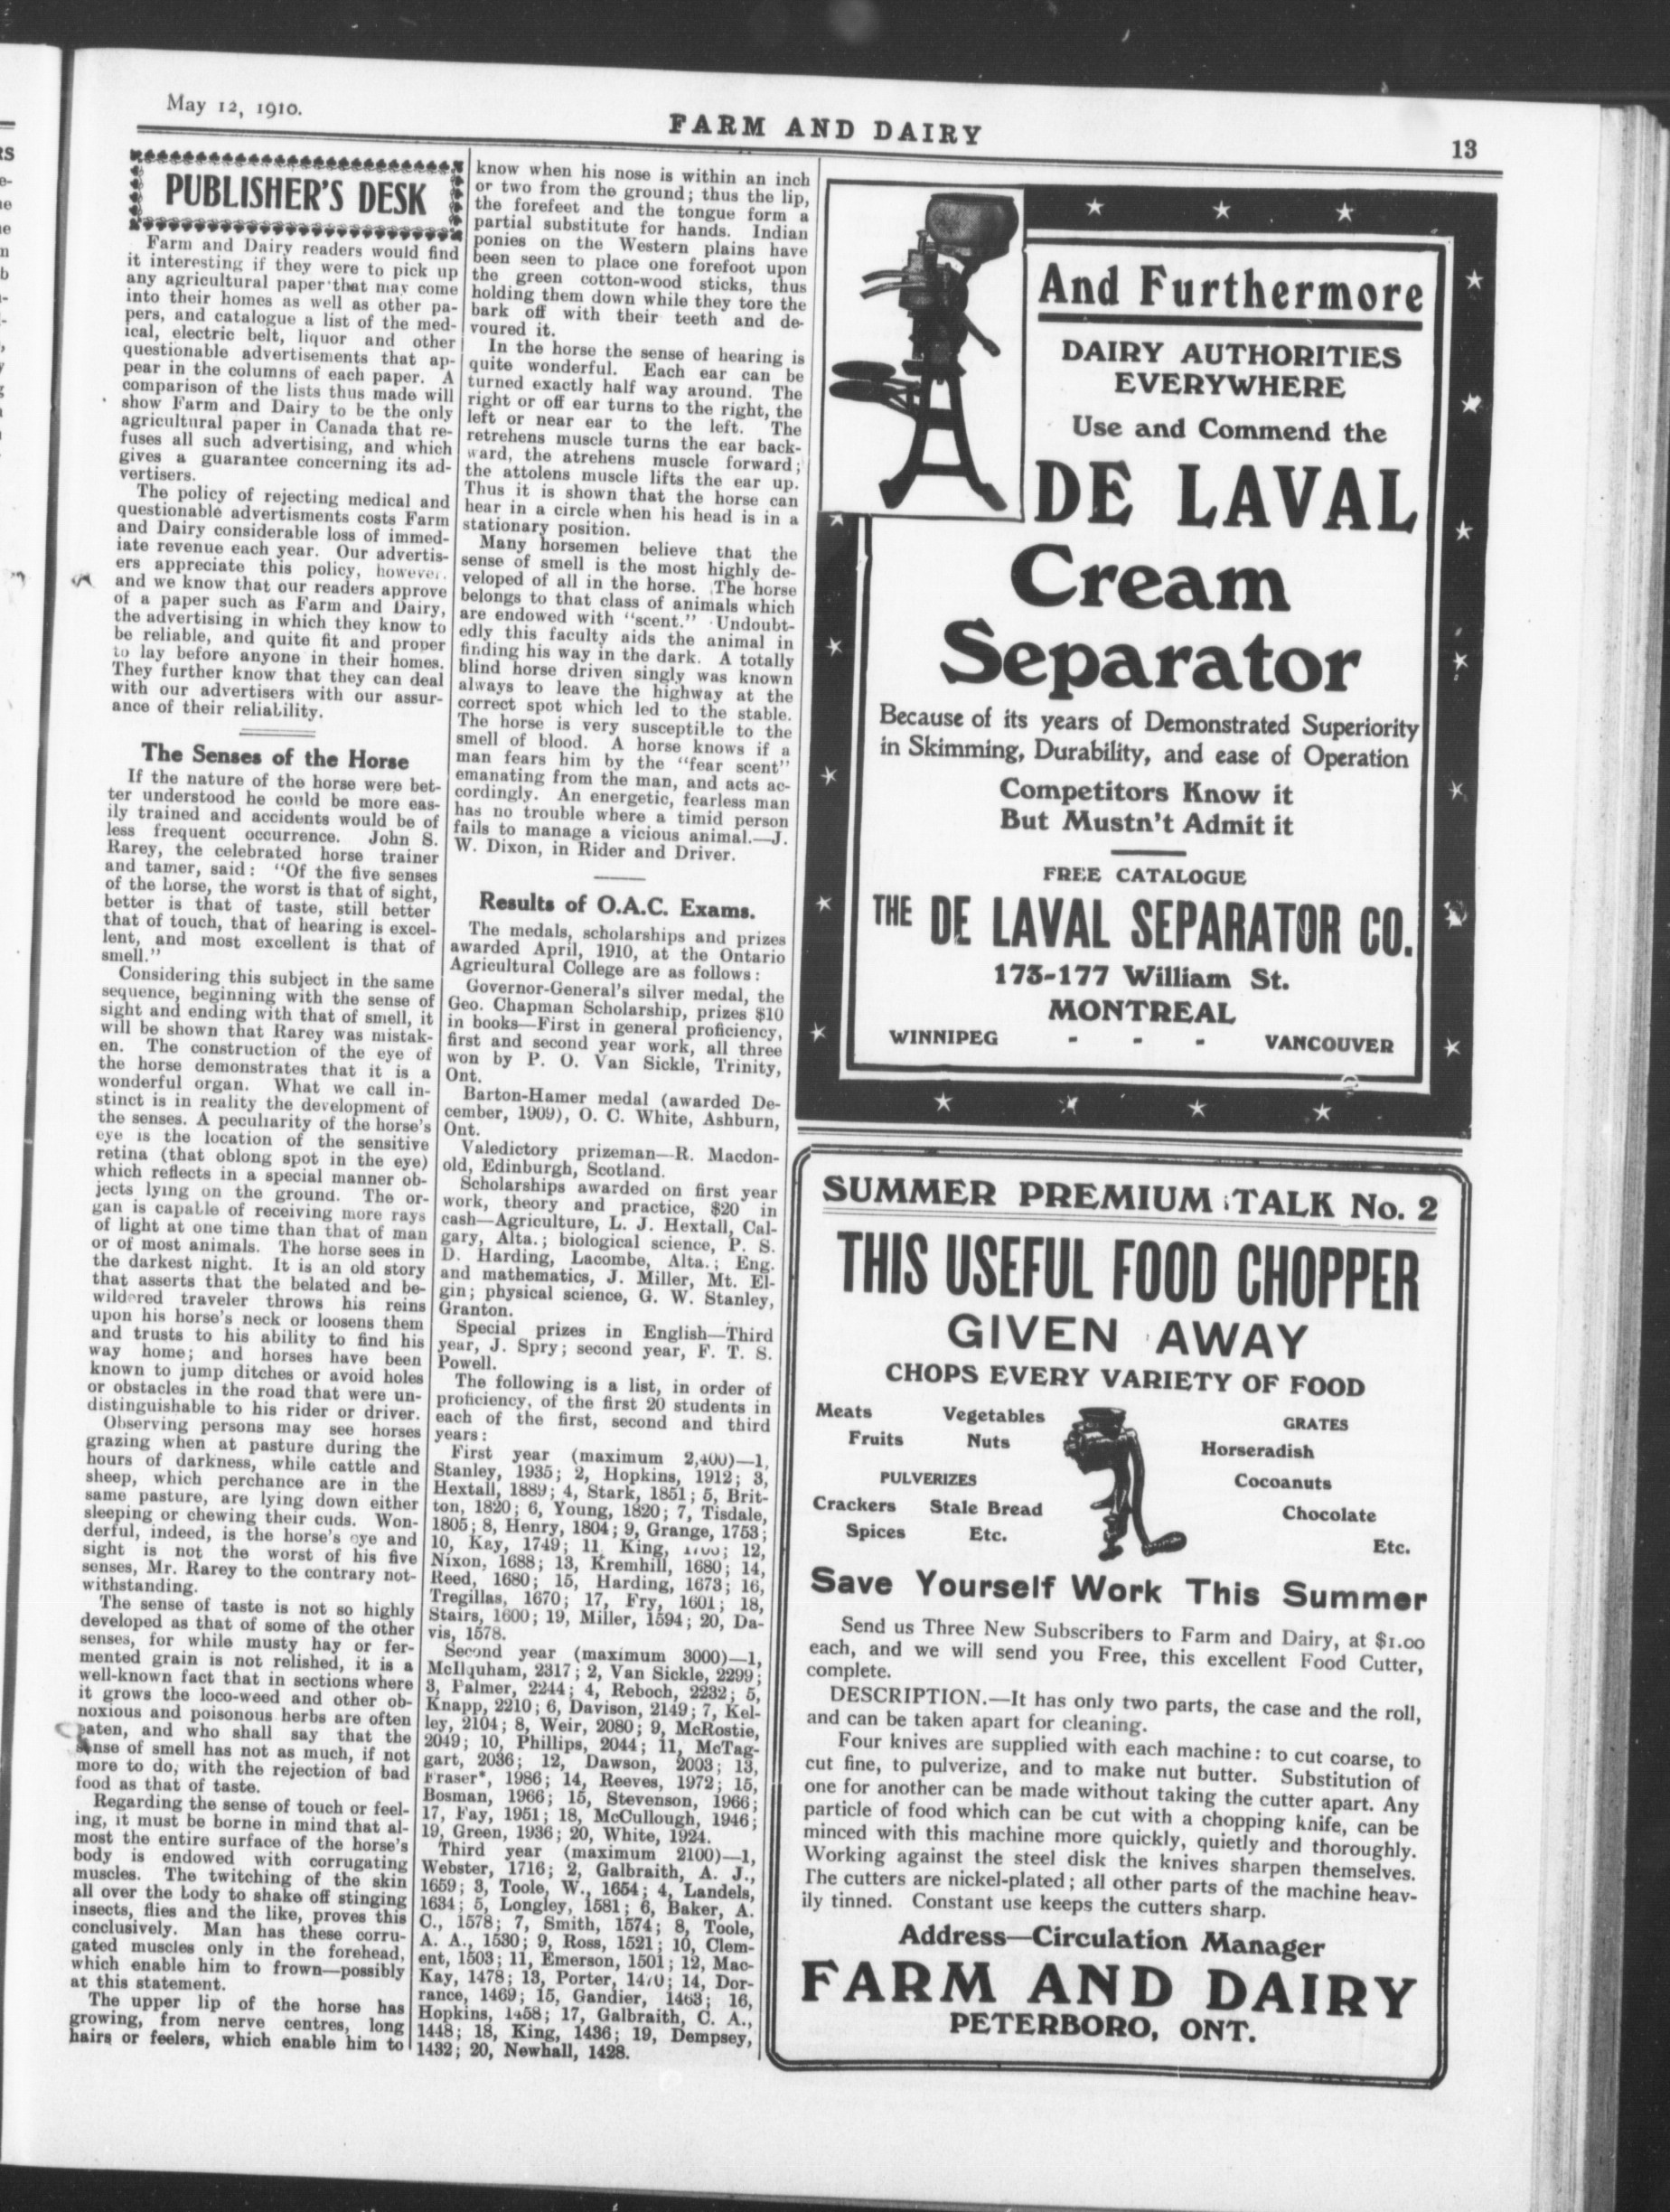 May 12, 1910.
FARM AND DAIRY
13
PUBLISHER'S DESK
Farm and Dairy readers would find
it interesting if they were to pick up
any agricultural paper that may come
into their homes as well as other pa-
pers, and catalogue a list of the med-
ical, electric belt, liquor and other
questionable advertisements that ap-
pear in the columns of each paper. A
comparison of the lists thus made will
show Farm and Dairy to be the only
agricultural paper in Canada that re-
fuses all such advertising, and which
gives a guarantee concerning its ad-
vertisers.
The policy of rejecting medical and
questionable advertisments costs Farm
and Dairy considerable loss of immed-
iate revenue each year. Our advertis-
ers appreciate this policy, however,
and we know that our readers approve
of a paper such as Farm and Dairy,
the advertising in which they know to
be reliable, and quite fit and proper
to lay before anyone in their homes.
They further know that they can deal
with our advertisers with our assur-
ance of their reliability.
The Senses of the Horse
If the nature of the horse were bet-
ter understood he could be more eas-
ily trained and accidents would be of
less frequent occurrence. John S.
Rarey, the celebrated horse trainer
and tamer, said: "Of the five senses
of the horse, the worst is that of sight,
better is that of taste, still better
that of touch, that of hearing is excel-
lent, and most excellent is that of
smell."
Considering this subject in the same
sequence, beginning with the sense of
sight and ending with that of smell, it
will be shown that Rarey was mistak-
en. The construction of the eye of
the horse demonstrates that it is a
wonderful organ. What we call in-
stinct is in reality the development of
the senses. A peculiarity of the horse's
eye is the location of the sensitive
retina (that oblong spot in the eye)
which reflects in a special manner ob-
jects lying on the ground. The or-
gan is capable of receiving more rays
of light at one time than that of man
or of most animals. The horse sees in
the darkest night. It is an old story
that asserts that the belated and be-
wildered traveler throws his reins
upon his horse's neck or loosens them
and trusts to his ability to find his
way home; and horses have been
known to jump ditches or avoid holes
or obstacles in the road that were un-
distinguishable to his rider or driver.
Observing persons may see horses
grazing when at pasture during the
hours of darkness, while cattle and
sheep, which perchance are in the
same pasture, are lying down either
sleeping or chewing their cuds. Won-
derful, indeed, is the horse's eye and
sight is not the worst of his five
senses, Mr. Rarey to the contrary not-
withstanding.
The sense of taste is not so highly
developed as that of some of the other
senses, for while musty hay or fer-
mented grain is not relished, it is a
well-known fact that in sections where
it grows the loco-weed and other ob-
noxious and poisonous herbs are often
eaten, and who shall say that the
sense of smell has not as much, if not
more to do, with the rejection of bad
food as that of taste.
Regarding the sense of touch or feel-
ing, it must be borne in mind that al-
most the entire surface of the horse's
body is endowed with corrugating
muscles. The twitching of the skin
all over the body to shake off stinging
insects, flies and the like, proves this
conclusively. Man has these corru-
gated muscles only in the forehead,
which enable him to frown—possibly
at this statement.
The upper lip of the horse has
growing, from nerve centres, long
hairs or feelers, which enable him to
know when his nose is within an inch
or two from the ground; thus the lip,
the forefeet and the tongue form a
partial substitute for hands. Indian
ponies on the Western plains have
been seen to place one forefoot upon
the green cotton-wood sticks, thus
holding them down while they tore the
bark off with their teeth and de-
voured it.
In the horse the sense of hearing is
quite wonderful. Each ear can be
turned exactly half way around. The
right or off ear turns to the right, the
left or near ear to the left. The
retrehens muscle turns the ear back-
ward, the atrehens muscle forward;
the attolens muscle lifts the ear up.
Thus it is shown that the horse can
hear in a circle when his head is in a
stationary position.
Many horsemen believe that the
sense of smell is the most highly de-
veloped of all in the horse. The horse
belongs to that class of animals which
are endowed with "scent." Undoubt-
edly this faculty aids the animal in
finding his way in the dark. A totally
blind horse driven singly was known
always to leave the highway at the
correct spot which led to the stable.
The horse is very susceptible to the
smell of blood. A horse knows if a
man fears him by the "fear scent"
emanating from the man, and acts ac-
cordingly. An energetic, fearless man
has no trouble where a timid person
fails to manage a vicious animal.—J.
W. Dixon, in Rider and Driver.
Results of O.A.C. Exams.
The medals, scholarships and prizes
awarded April, 1910, at the Ontario
Agricultural College are as follows:
Governor-General's silver medal, the
Geo. Chapman Scholarship, prizes $10
in books—First in general proficiency,
first and second year work, all three
won by P. O. Van Sickle, Trinity,
Ont.
Barton-Hamer medal (awarded De-
cember, 1909), O. C. White, Ashburn,
Ont.
Valedictory prizeman—R. Macdon-
old, Edinburgh, Scotland.
Scholarships awarded on first year
work, theory and practice, $20 in
cash—Agriculture, L. J. Hextall, Cal-
gary, Alta.; biological science, P. S.
D. Harding, Lacombe, Alta.; Eng.
and mathematics, J. Miller, Mt. El-
gin; physical science, G. W. Stanley,
Granton.
Special prizes in English—Third
year, J. Spry; second year, F. T. S.
Powell.
The following is a list, in order of
proficiency, of the first 20 students in
each of the first, second and third
years:
First year (maximum 2,400)—1,
Stanley, 1935; 2, Hopkins, 1912; 3,
Hextall, 1889; 4, Stark, 1851; 5, Brit-
ton, 1820; 6, Young, 1820; 7, Tisdale,
1805; 8, Henry, 1804; 9, Grange, 1753;
10, Kay, 1749; 11, King, 12,
Nixon, 1688; 13, Kremhill, 1680; 14,
Reed, 1680; 15, Harding, 1673; 16,
Tregillas, 1670; 17, Fry, 1601; 18,
Stairs, 1600; 19, Miller, 1594; 20, Da-
vis, 1578.
Second year (maximum 3000)—1,
McIlquham, 2317; 2, Van Sickle, 2299;
3, Palmer, 2244; 4, Reboch, 2232; 5,
Knapp, 2210; 6, Davison, 2149; 7, Kel-
ley, 2104; 8, Weir, 2080; 9, McRostie,
2049; 10, Phillips, 2044; 11, McTag-
gart, 2036; 12, Dawson, 2003; 13,
Fraser*, 1986; 14, Reeves, 1972; 15,
Bosman, 1966; 15, Stevenson, 1966;
17, Fay, 1951; 18, McCullough, 1946;
19, Green, 1936; 20, White, 1924.
Third year (maximum 2100)—1,
Webster, 1716; 2, Galbraith, A. J.,
1659; 3, Toole, W., 1654; 4, Landels,
1634; 5, Longley, 1581; 6, Baker, A.
C., 1578; 7, Smith, 1574; 8, Toole,
A. A., 1530; 9, Ross, 1521; 10, Clem-
ent, 1503; 11, Emerson, 1501; 12, Mac-
Kay, 1478; 13, Porter, 1470; 14, Dor-
rance, 1469; 15, Gandier, 1463; 16,
Hopkins, 1458; 17, Galbraith, C. A.,
1448; 18, King, 1436; 19, Dempsey,
1432; 20, Newhall, 1428.
And Furthermore
DAIRY AUTHORITIES
EVERYWHERE
Use and Commend the
DE LAVAL
Cream
Separator
Because of its years of Demonstrated Superiority
in Skimming, Durability, and ease of Operation
Competitors Know it
But Mustn't Admit it
FREE CATALOGUE
THE DE LAVAL SEPARATOR CO.
173-177 William St.
MONTREAL
WINNIPEG - - - VANCOUVER
SUMMER PREMIUM TALK No. 2
THIS USEFUL FOOD CHOPPER
GIVEN AWAY
CHOPS EVERY VARIETY OF FOOD
Meats Vegetables
Fruits Nuts
PULVERIZES
Crackers Stale Bread
Spices Etc.
GRATES
Horseradish
Cocoanuts
Chocolate
Etc.
Save Yourself Work This Summer
Send us Three New Subscribers to Farm and Dairy, at $1.00
each, and we will send you Free, this excellent Food Cutter,
complete.
DESCRIPTION.—It has only two parts, the case and the roll,
and can be taken apart for cleaning.
Four knives are supplied with each machine: to cut coarse, to
cut fine, to pulverize, and to make nut butter. Substitution of
one for another can be made without taking the cutter apart. Any
particle of food which can be cut with a chopping knife, can be
minced with this machine more quickly, quietly and thoroughly.
Working against the steel disk the knives sharpen themselves.
The cutters are nickel-plated; all other parts of the machine heav-
ily tinned. Constant use keeps the cutters sharp.
Address—Circulation Manager
FARM AND DAIRY
PETERBORO, ONT.